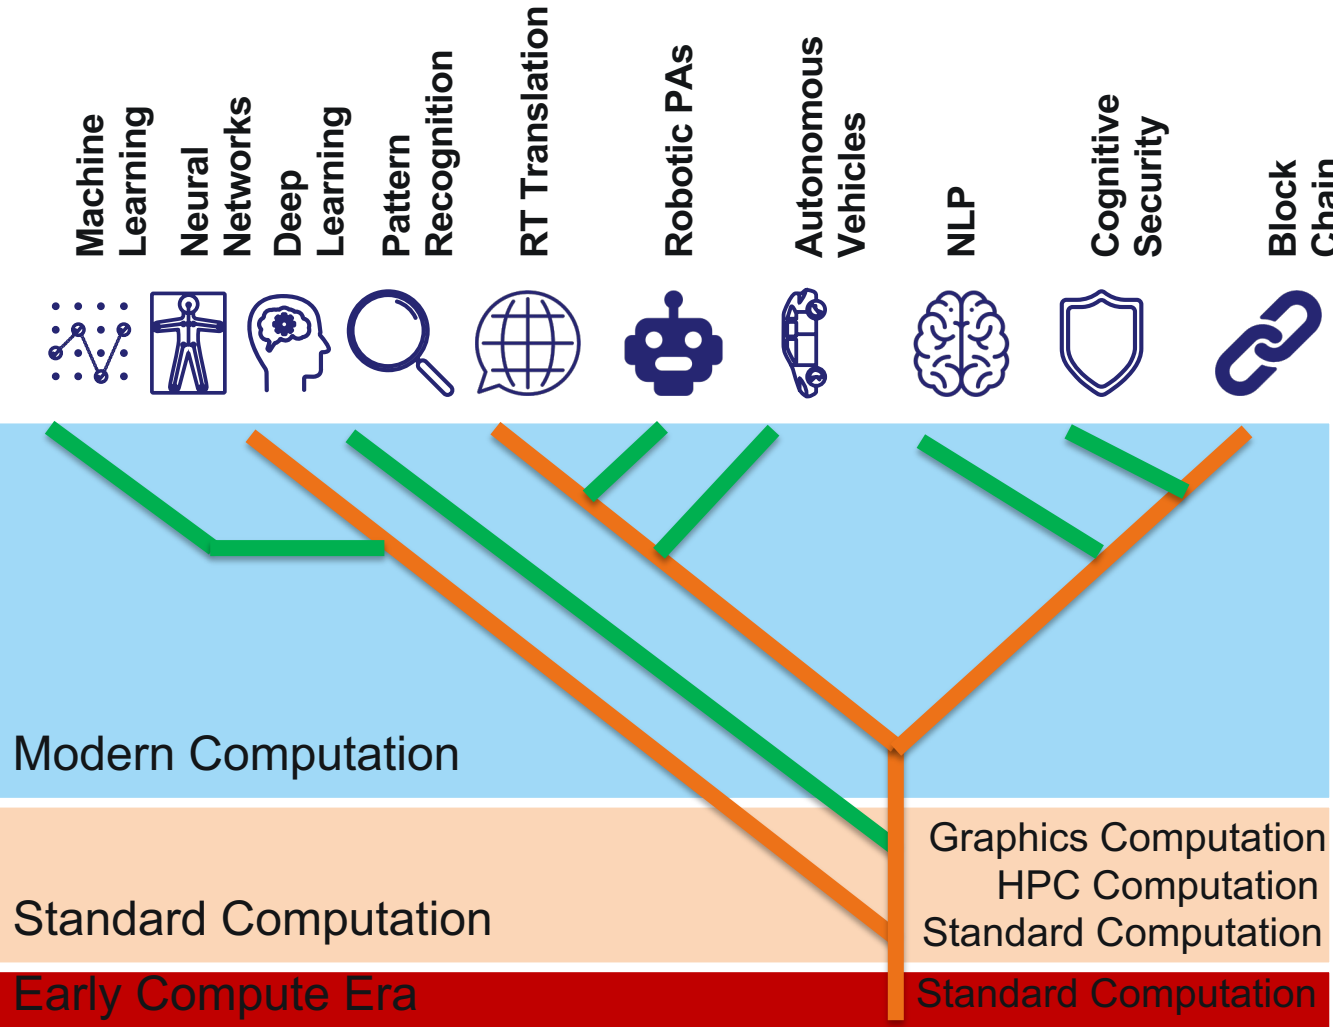 Machine
Learning
Neural
Networks
Deep
Learning
Pattern
Recognition
RT Translation
Robotic PAs
Autonomous
Vehicles
NLP
Cognitive
Security
Block
Chain
Modern Computation
Graphics Computation
HPC Computation
Standard Computation
Standard Computation
Early Compute Era
Standard Computation